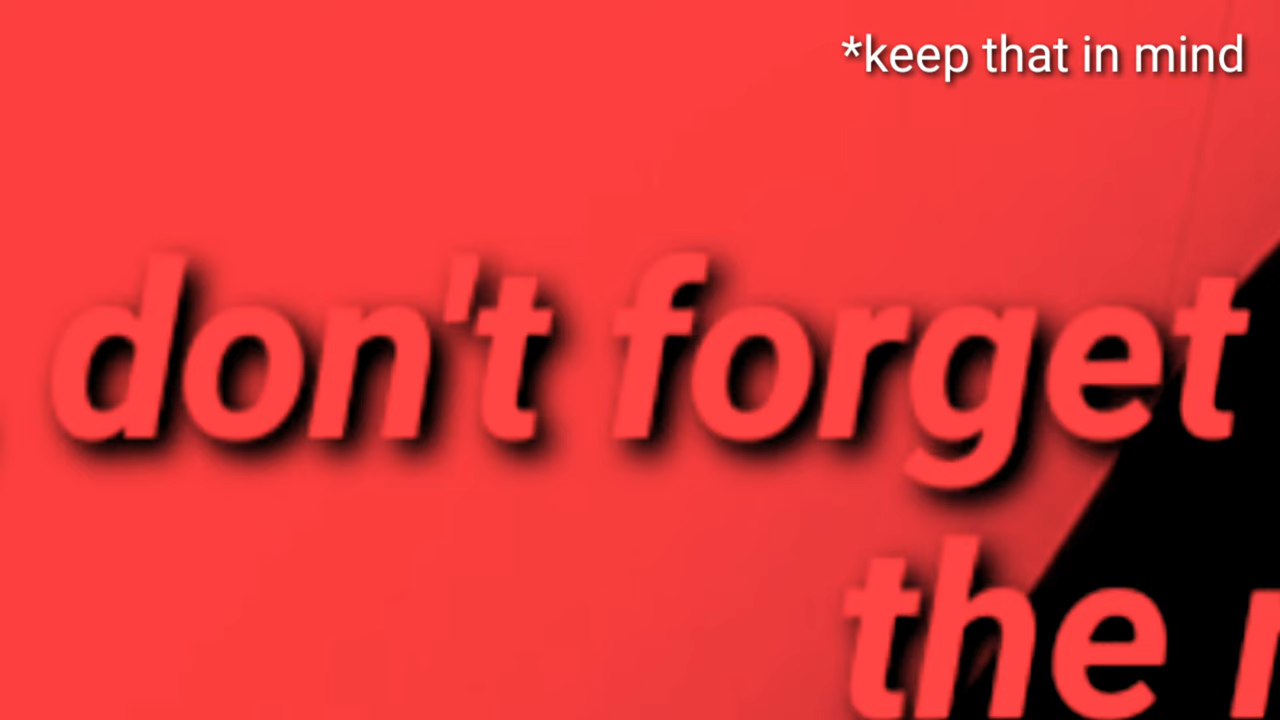 *keep that in mind
don't forget
the